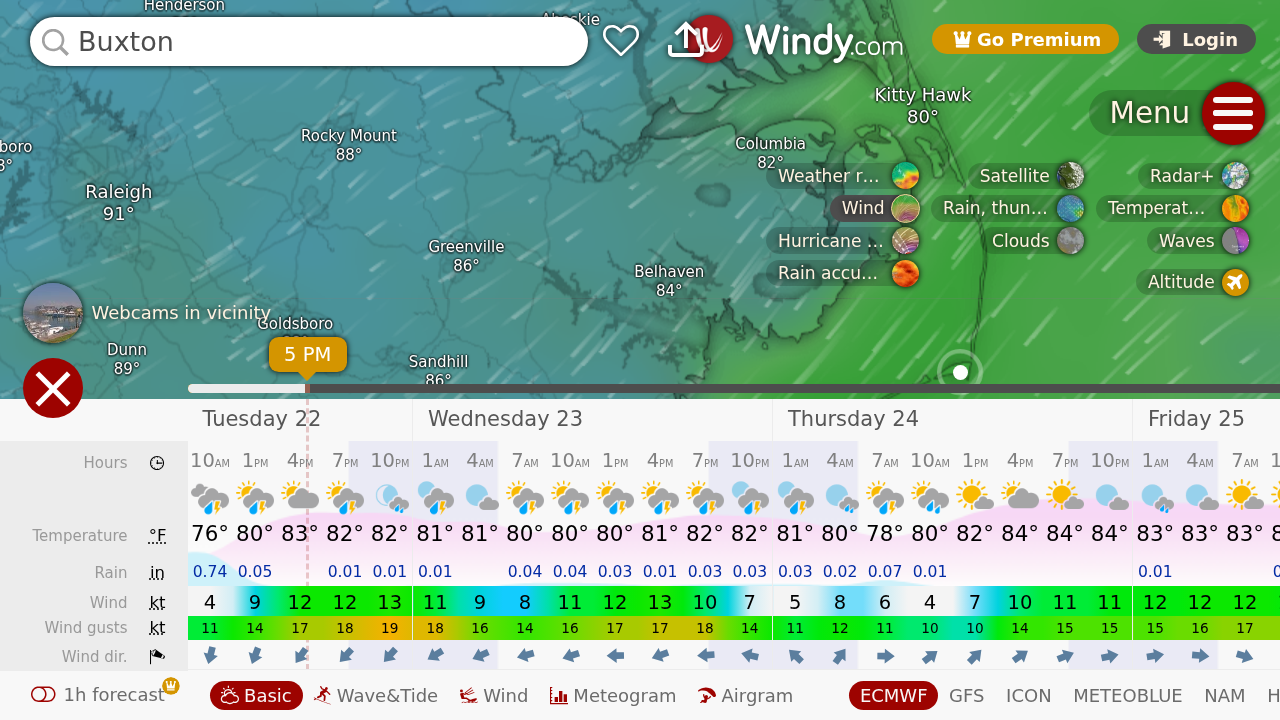 Henderson
Ahoskie
Buxton
Windy.com
Go Premium
Login
Kitty Hawk
80°
Menu
Rocky Mount
88°
Columbia
82°
boro
Raleigh
91°
Weather r...
Satellite
Radar+
Wind
Rain, thun...
Temperat...
Hurricane ...
Clouds
Waves
Rain accu...
Altitude
Greenville
86°
Belhaven
84°
Webcams in vicinity
Goldsboro
Dunn
89°
5 PM
Sandhill
86°
Tuesday 22 Wednesday 23 Thursday 24 Friday 25
Hours 10AM 1PM 4PM 7PM 10PM 1AM 4AM 7AM 10AM 1PM 4PM 7PM 10PM 1AM 4AM 7AM 10AM 1PM 4PM 7PM 10PM 1AM 4AM 7AM 1
Temperature °F 76° 80° 83° 82° 82° 81° 81° 80° 80° 80° 81° 82° 82° 81° 80° 78° 80° 82° 84° 84° 84° 83° 83° 83° 8
Rain in 0.74 0.05 0.01 0.01 0.01 0.04 0.04 0.03 0.01 0.03 0.03 0.03 0.02 0.07 0.01 0.01 0
Wind kt 4 9 12 12 13 11 9 8 11 12 13 10 7 5 8 6 4 7 10 11 11 12 12 12
Wind gusts kt 11 14 17 18 19 18 16 14 16 17 17 18 14 11 12 11 10 10 14 15 15 15 16 17
Wind dir.
1h forecast Basic Wave&Tide Wind Meteogram Airgram ECMWF GFS ICON METEOBLUE NAM H